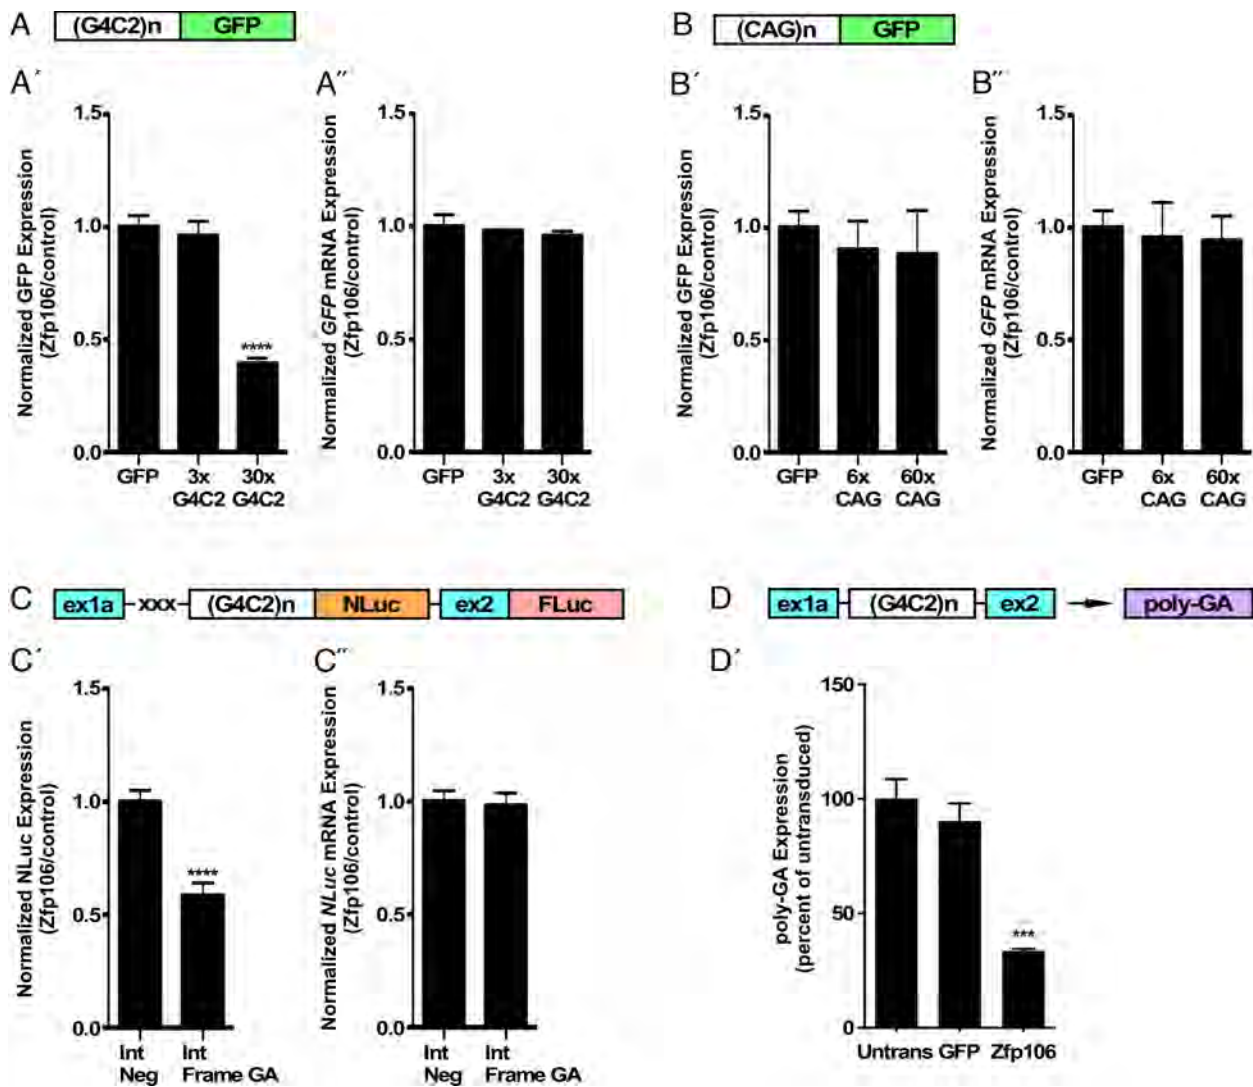 A
(G4C2)n GFP
B
(CAG)n GFP
A′
Normalized GFP Expression
(Zfp106/control)
1.5
1.0
0.5
0.0
****
GFP 3x 30x
G4C2 G4C2
A″
Normalized GFP mRNA Expression
(Zfp106/control)
1.5
1.0
0.5
0.0
GFP 3x 30x
G4C2 G4C2
B′
Normalized GFP Expression
(Zfp106/control)
1.5
1.0
0.5
0.0
GFP 6x 60x
CAG CAG
B″
Normalized GFP mRNA Expression
(Zfp106/control)
1.5
1.0
0.5
0.0
GFP 6x 60x
CAG CAG
C
ex1a xxx (G4C2)n NLuc ex2 FLuc
D
ex1a (G4C2)n ex2 poly-GA
C′
Normalized NLuc Expression
(Zfp106/control)
1.5
1.0
0.5
0.0
****
Int Int
Neg Frame GA
C″
Normalized NLuc mRNA Expression
(Zfp106/control)
1.5
1.0
0.5
0.0
Int Int
Neg Frame GA
D′
poly-GA Expression
(percent of untransduced)
150
100
50
0
***
Untrans GFP Zfp106